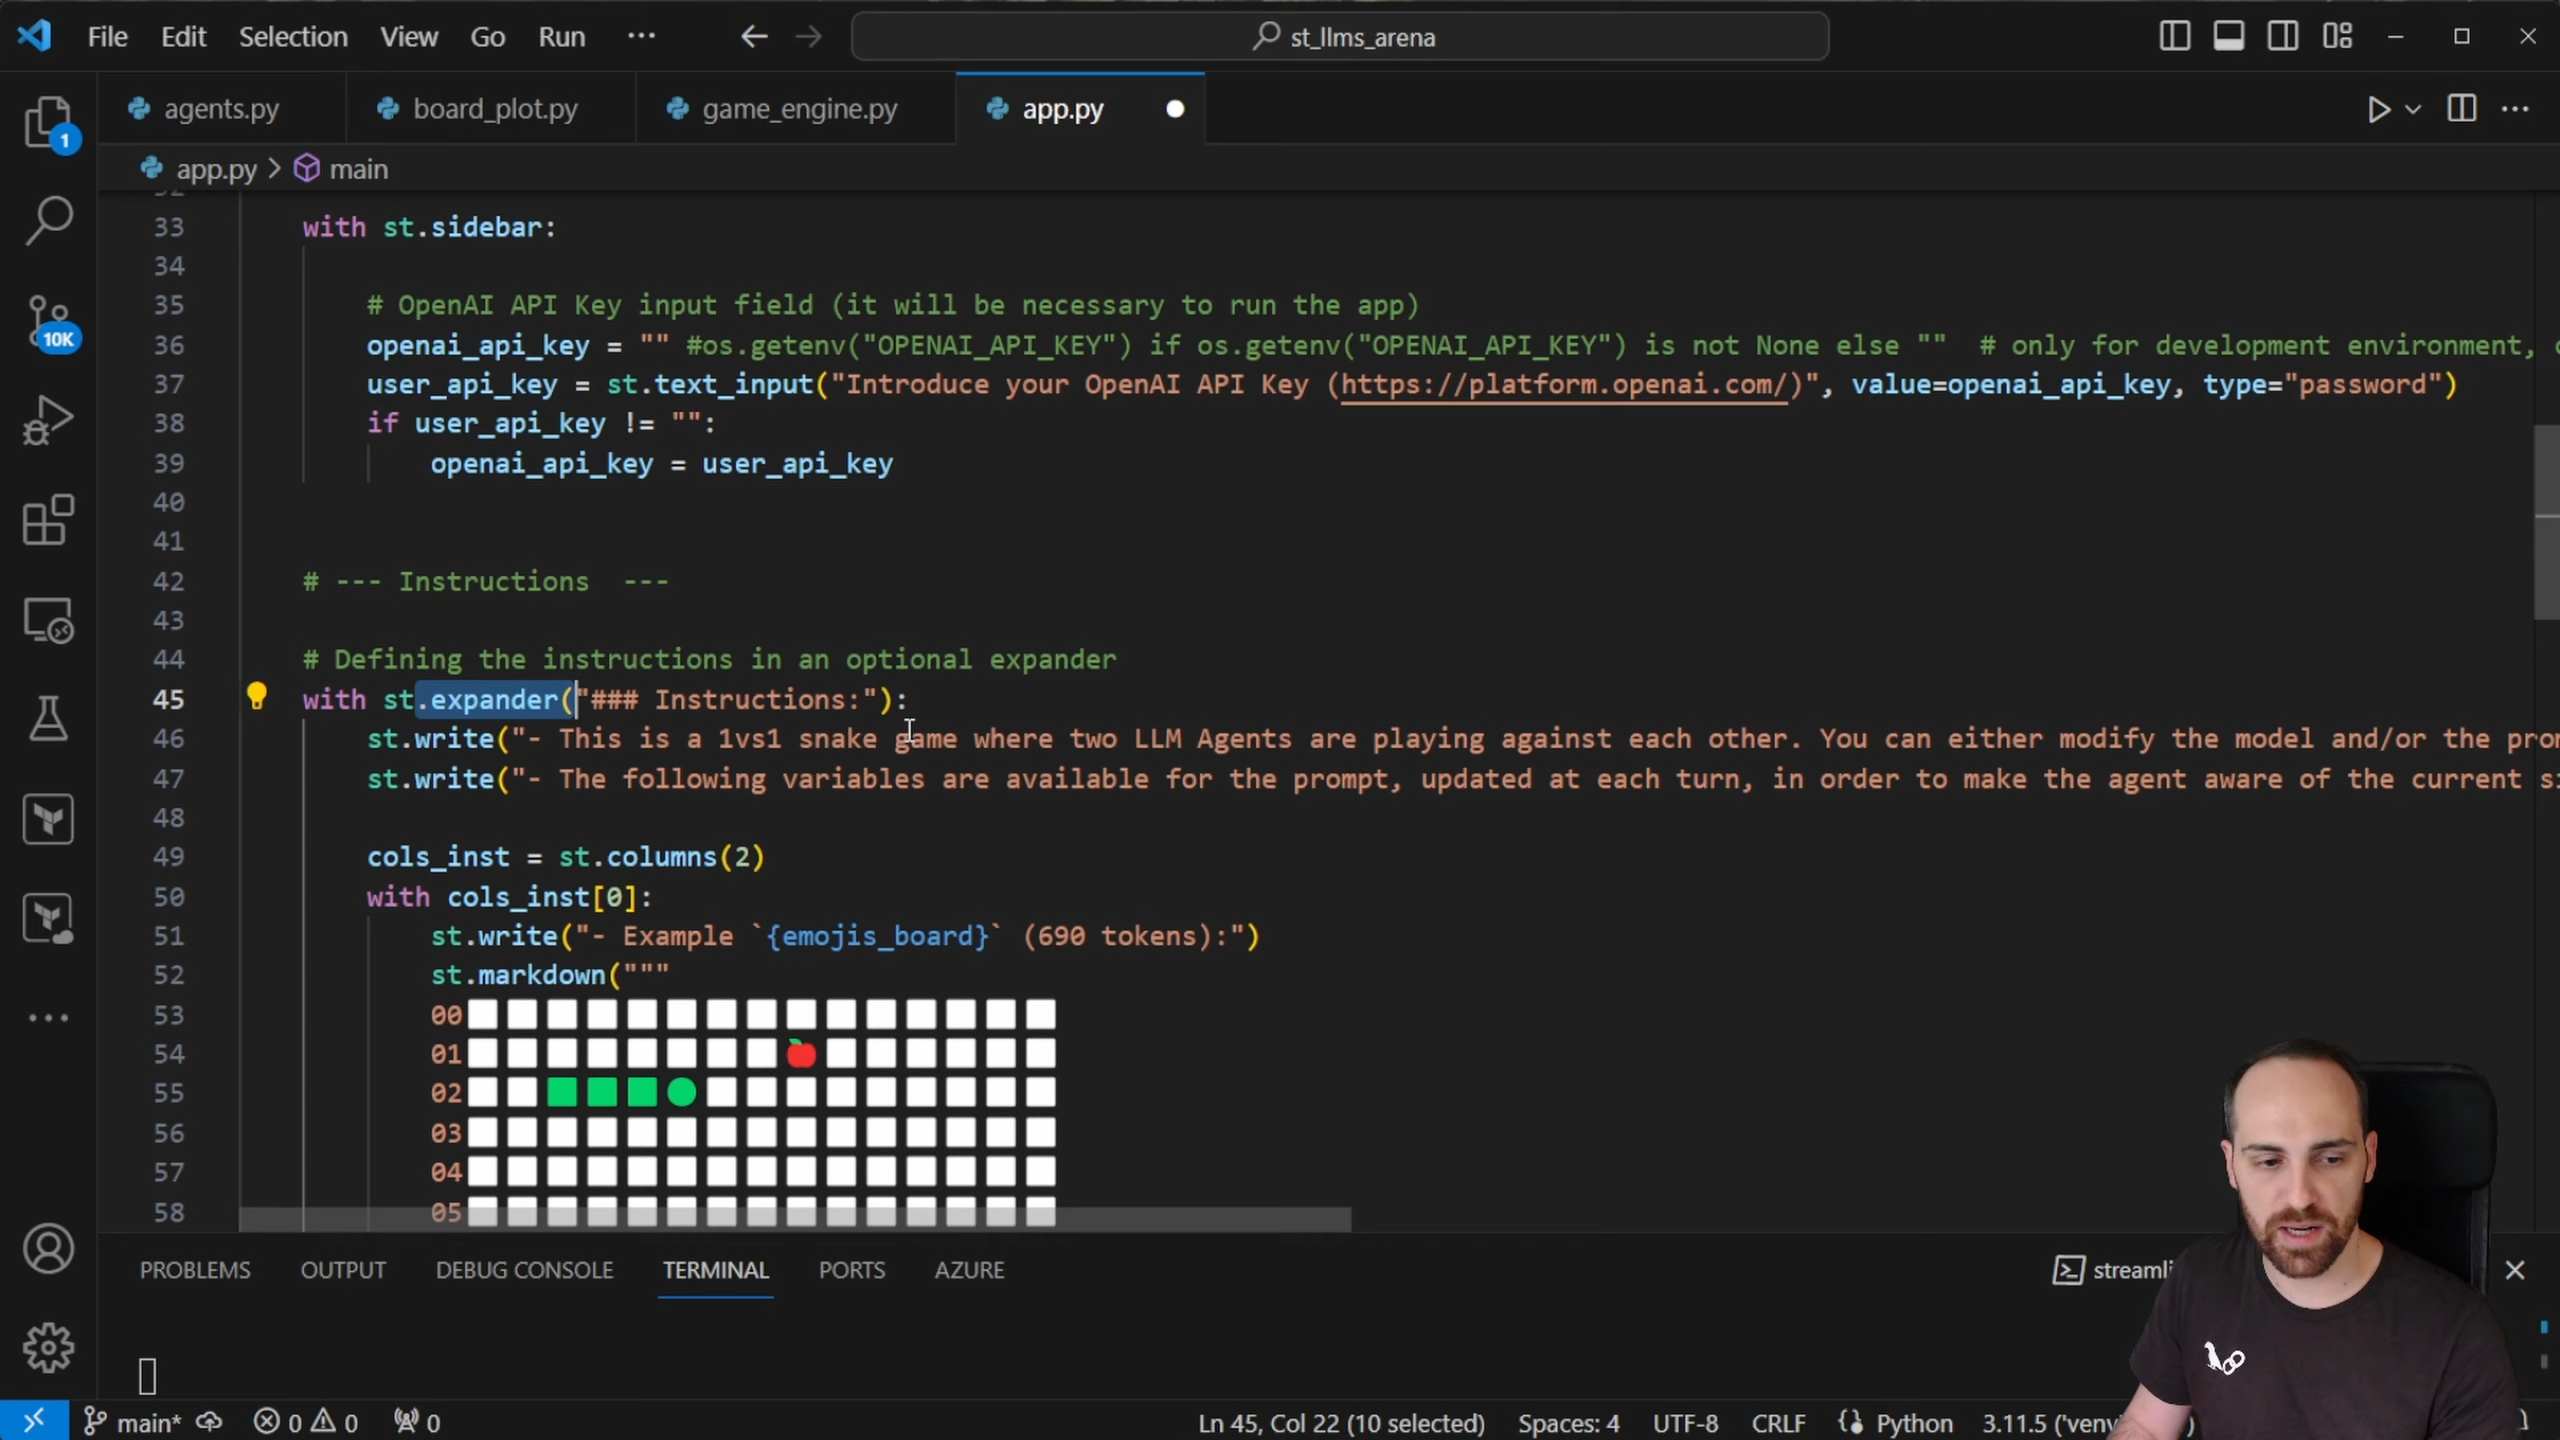 File Edit Selection View Go Run ··· st_llms_arena
agents.py board_plot.py game_engine.py app.py
app.py > main
1
10K
33 with st.sidebar:
34
35 # OpenAI API Key input field (it will be necessary to run the app)
36 openai_api_key = "" #os.getenv("OPENAI_API_KEY") if os.getenv("OPENAI_API_KEY") is not None else "" # only for development environment,
37 user_api_key = st.text_input("Introduce your OpenAI API Key (https://platform.openai.com/)", value=openai_api_key, type="password")
38 if user_api_key != "":
39 openai_api_key = user_api_key
40
41
42 # --- Instructions ---
43
44 # Defining the instructions in an optional expander
45 with st.expander("### Instructions:"):
46 st.write("- This is a 1vs1 snake game where two LLM Agents are playing against each other. You can either modify the model and/or the
47 st.write("- The following variables are available for the prompt, updated at each turn, in order to make the agent aware of the current
48
49 cols_inst = st.columns(2)
50 with cols_inst[0]:
51 st.write("- Example `{emojis_board}` (690 tokens):")
52 st.markdown("""
53 00⬜⬜⬜⬜⬜⬜⬜⬜⬜⬜⬜⬜⬜⬜⬜
54 01⬜⬜⬜⬜⬜⬜⬜⬜🍎⬜⬜⬜⬜⬜⬜
55 02⬜⬜🟩🟩🟩🟢⬜⬜⬜⬜⬜⬜⬜⬜⬜
56 03⬜⬜⬜⬜⬜⬜⬜⬜⬜⬜⬜⬜⬜⬜⬜
57 04⬜⬜⬜⬜⬜⬜⬜⬜⬜⬜⬜⬜⬜⬜⬜
58 05⬜⬜⬜⬜⬜⬜⬜⬜⬜⬜⬜⬜⬜⬜⬜
PROBLEMS OUTPUT DEBUG CONSOLE TERMINAL PORTS AZURE
main* 0 0 0 Ln 45, Col 22 (10 selected) Spaces: 4 UTF-8 CRLF Python 3.11.5